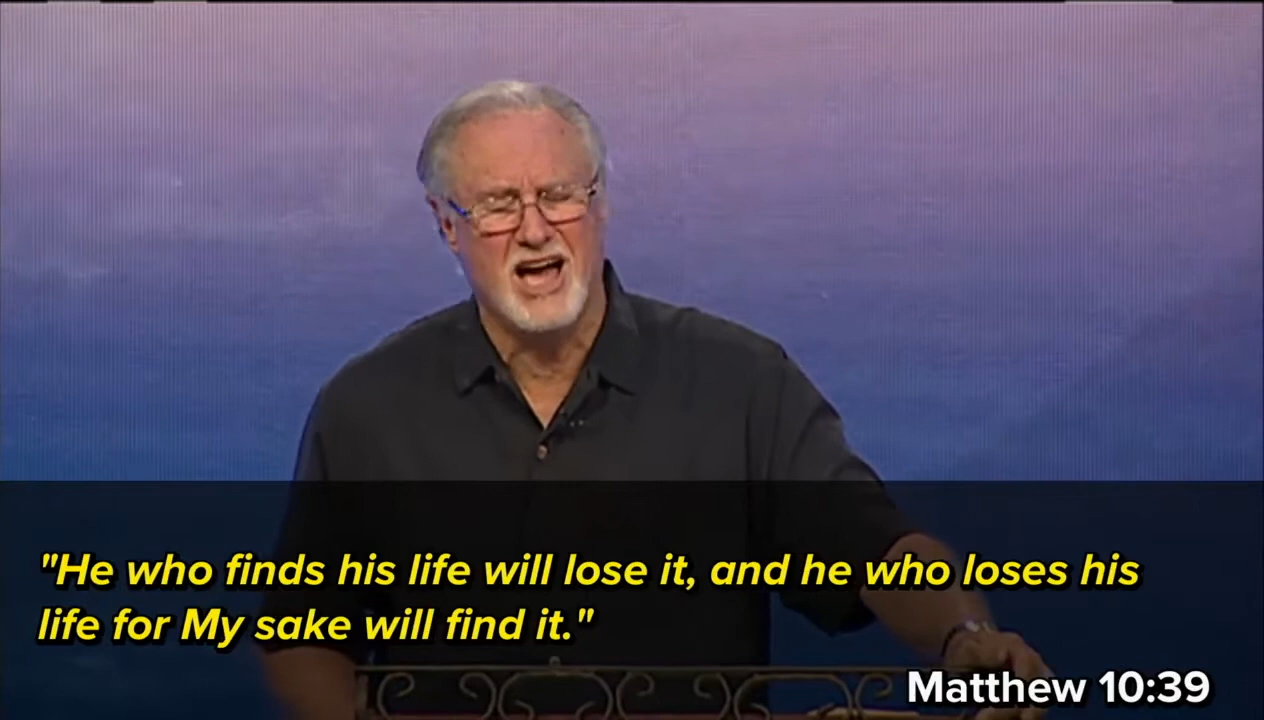 "He who finds his life will lose it, and he who loses his
life for My sake will find it."
Matthew 10:39